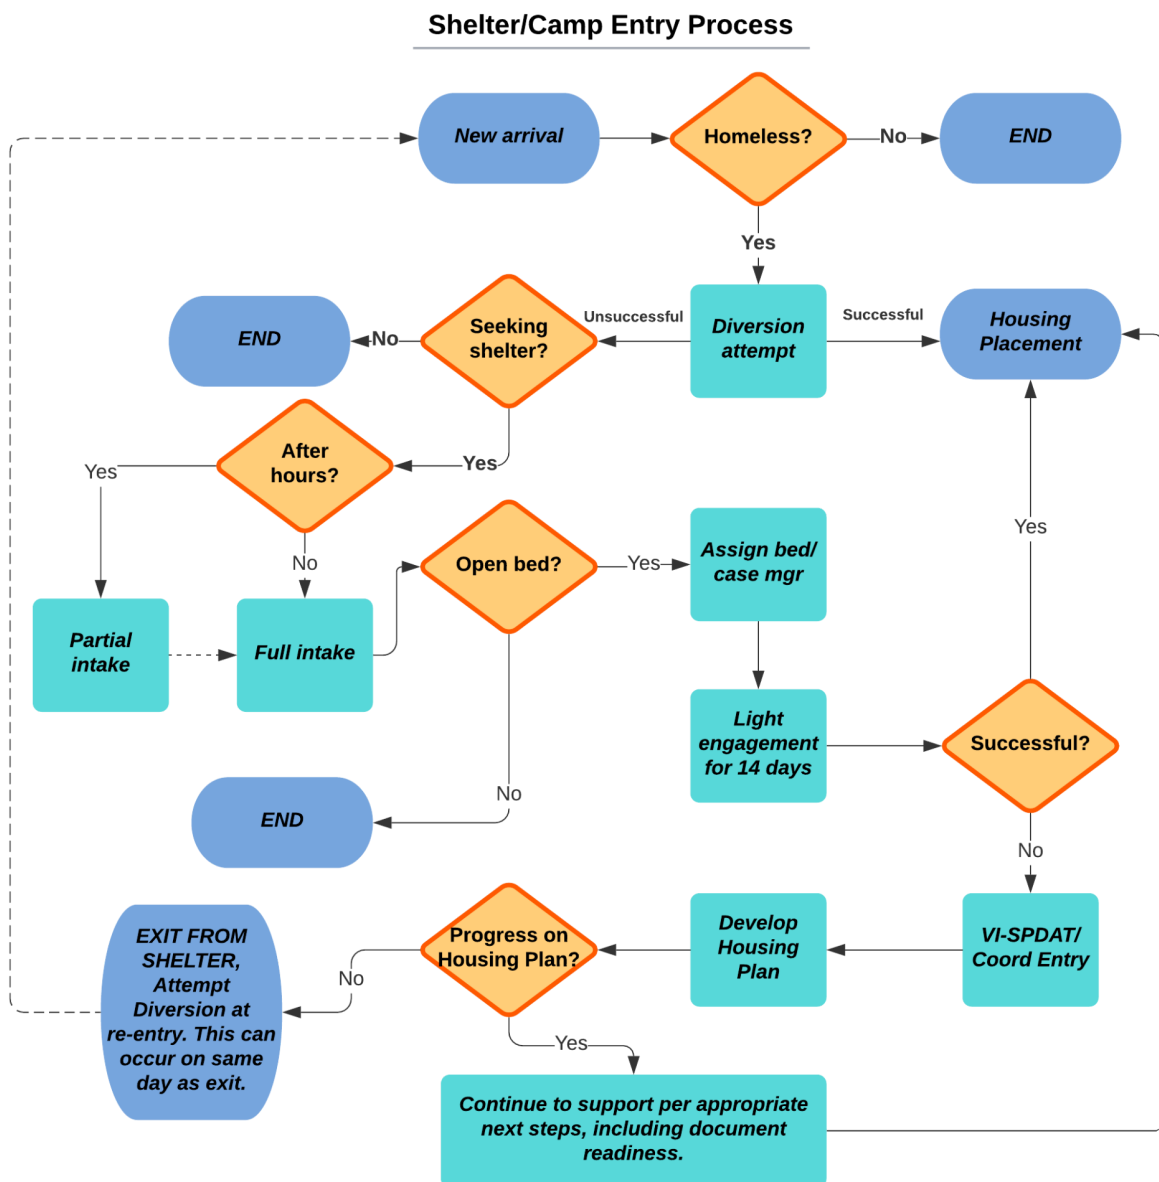 Shelter/Camp Entry Process
New arrival
Homeless?
No
END
Yes
Diversion
attempt
Successful
Housing
Placement
Unsuccessful
Seeking
shelter?
No
END
Yes
After
hours?
Yes
No
Partial
intake
Full intake
Open bed?
Yes
Assign bed/
case mgr
No
END
Light
engagement
for 14 days
Successful?
Yes
No
VI-SPDAT/
Coord Entry
Develop
Housing
Plan
Progress on
Housing Plan?
No
EXIT FROM
SHELTER,
Attempt
Diversion at
re-entry. This can
occur on same
day as exit.
Yes
Continue to support per appropriate
next steps, including document
readiness.